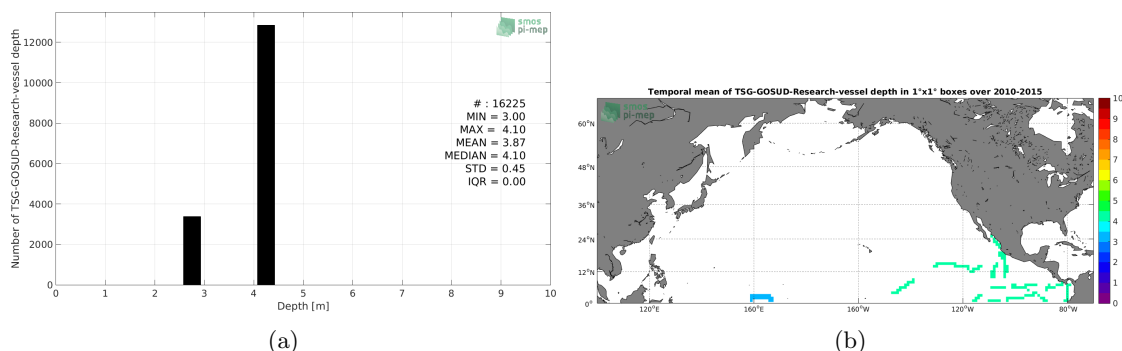 smos
pi-mep
Number of TSG-GOSUD-Research-vessel depth
12000
10000
8000
6000
4000
2000
0
# : 16225
MIN = 3.00
MAX = 4.10
MEAN = 3.87
MEDIAN = 4.10
STD = 0.45
IQR = 0.00
0 1 2 3 4 5 6 7 8 9 10
Depth [m]
(a)
Temporal mean of TSG-GOSUD-Research-vessel depth in 1°x1° boxes over 2010-2015
smos
pi-mep
60°N
48°N
36°N
24°N
12°N
0°
120°E 160°E 160°W 120°W 80°W
10
9
8
7
6
5
4
3
2
1
0
(b)